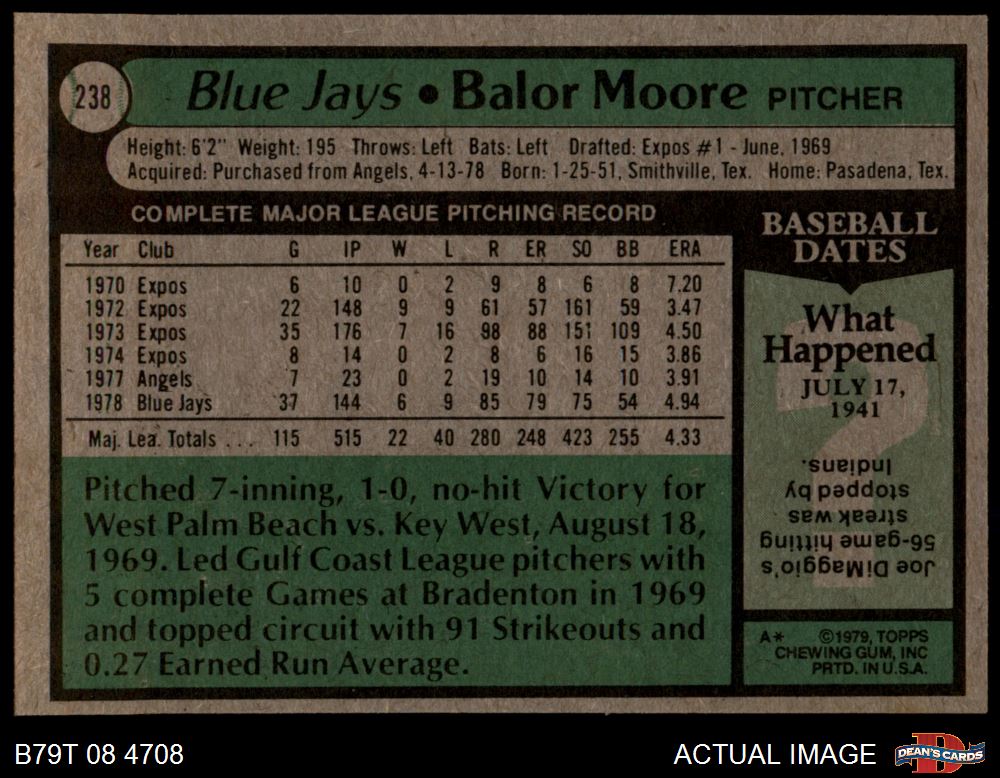 238
Blue Jays • Balor Moore PITCHER
Height: 6'2" Weight: 195 Throws: Left Bats: Left Drafted: Expos #1 - June, 1969
Acquired: Purchased from Angels, 4-13-78 Born: 1-25-51, Smithville, Tex. Home: Pasadena, Tex.
COMPLETE MAJOR LEAGUE PITCHING RECORD
Year Club G IP W L R ER SO BB ERA
1970 Expos 6 10 0 2 9 8 6 8 7.20
1972 Expos 22 148 9 9 61 57 161 59 3.47
1973 Expos 35 176 7 16 98 88 151 109 4.50
1974 Expos 8 14 0 2 8 6 16 15 3.86
1977 Angels 7 23 0 2 19 10 14 10 3.91
1978 Blue Jays 37 144 6 9 85 79 75 54 4.94
Maj. Lea. Totals . . . 115 515 22 40 280 248 423 255 4.33
Pitched 7-inning, 1-0, no-hit Victory for
West Palm Beach vs. Key West, August 18,
1969. Led Gulf Coast League pitchers with
5 complete Games at Bradenton in 1969
and topped circuit with 91 Strikeouts and
0.27 Earned Run Average.
BASEBALL
DATES
What
Happened
JULY 17,
1941
Joe DiMaggio's
56-game hitting
streak was
stopped by
Indians.
A* ©1979, TOPPS
CHEWING GUM, INC
PRTD. IN U.S.A.
B79T 08 4708
ACTUAL IMAGE
DEAN'S CARDS